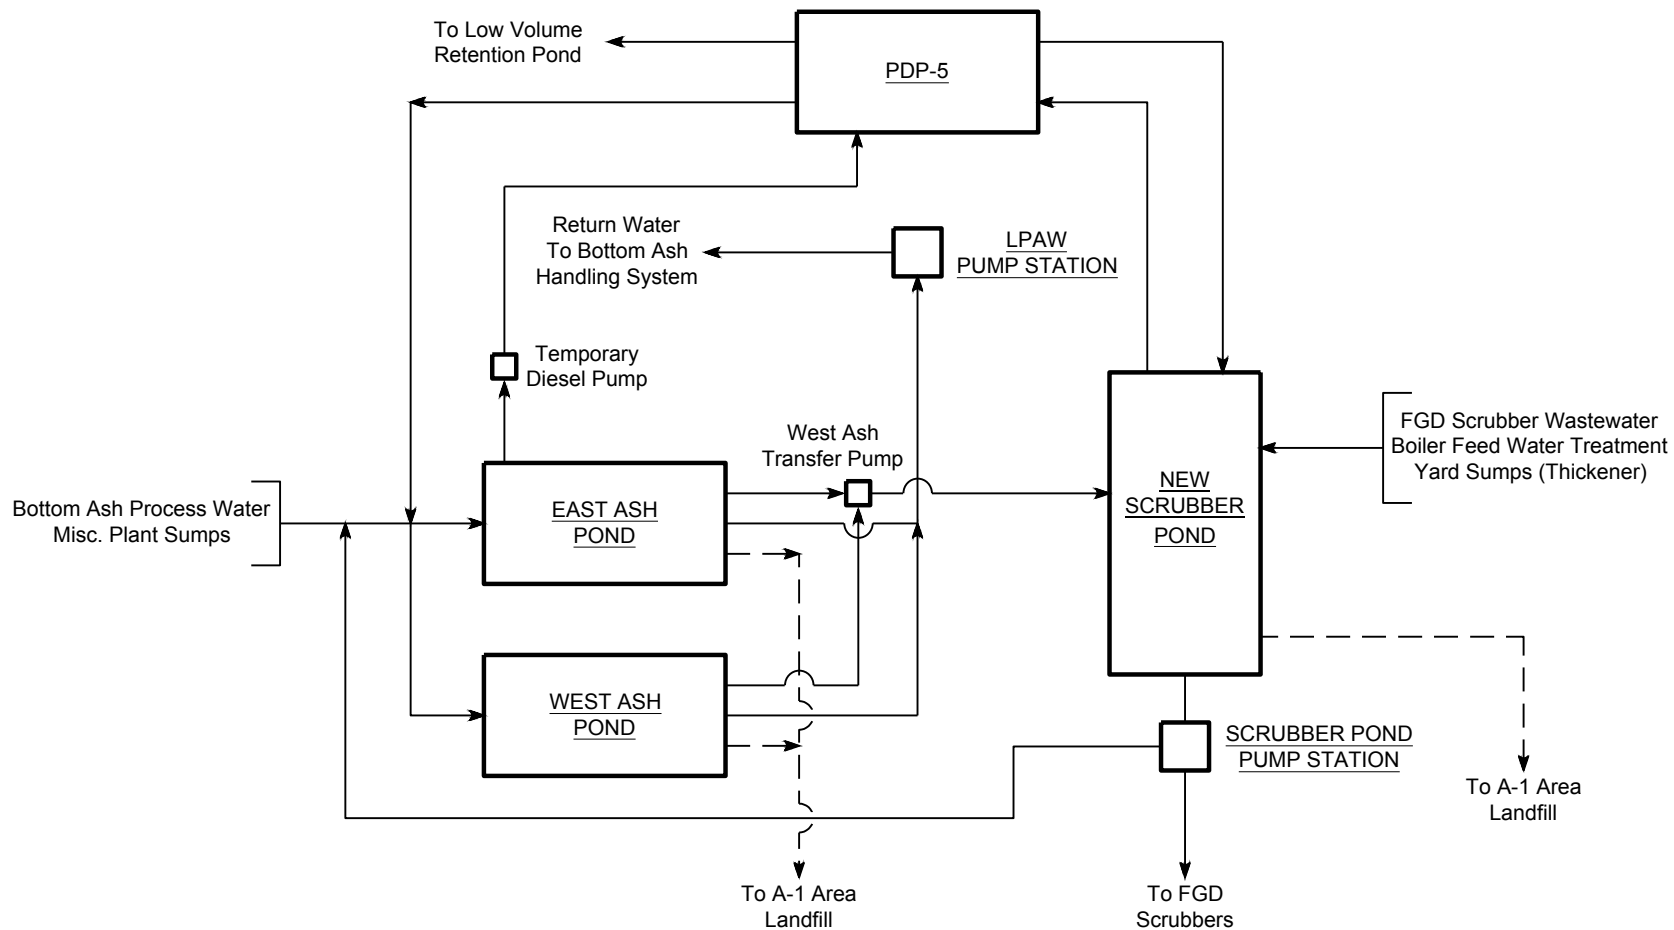 To Low Volume
Retention Pond
PDP-5
Return Water
To Bottom Ash
Handling System
LPAW
PUMP STATION
Temporary
Diesel Pump
West Ash
Transfer Pump
FGD Scrubber Wastewater
Boiler Feed Water Treatment
Yard Sumps (Thickener)
Bottom Ash Process Water
Misc. Plant Sumps
EAST ASH
POND
NEW
SCRUBBER
POND
WEST ASH
POND
SCRUBBER POND
PUMP STATION
To A-1 Area
Landfill
To A-1 Area
Landfill
To FGD
Scrubbers